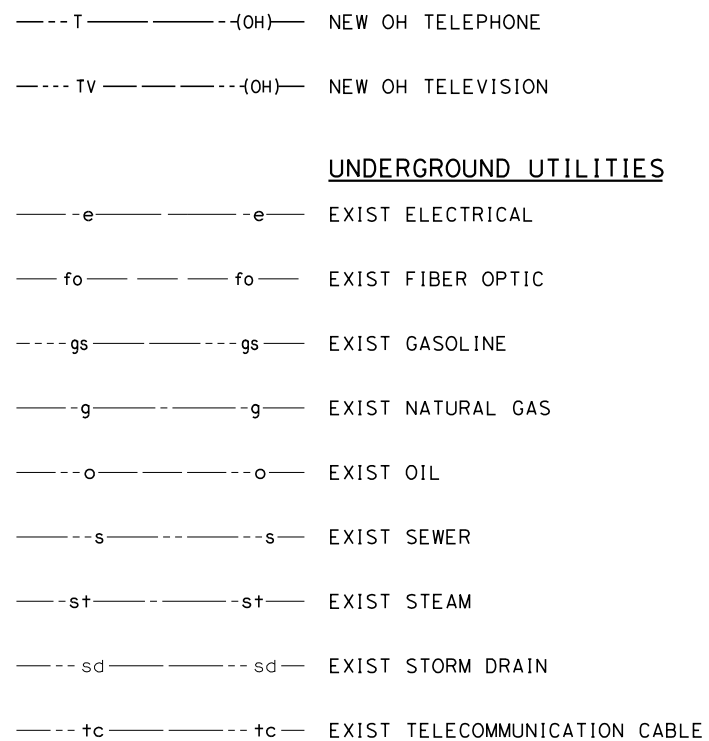 T (OH) NEW OH TELEPHONE
TV (OH) NEW OH TELEVISION
UNDERGROUND UTILITIES
e e EXIST ELECTRICAL
fo fo EXIST FIBER OPTIC
gs gs EXIST GASOLINE
g g EXIST NATURAL GAS
o o EXIST OIL
s s EXIST SEWER
st st EXIST STEAM
sd sd EXIST STORM DRAIN
tc tc EXIST TELECOMMUNICATION CABLE